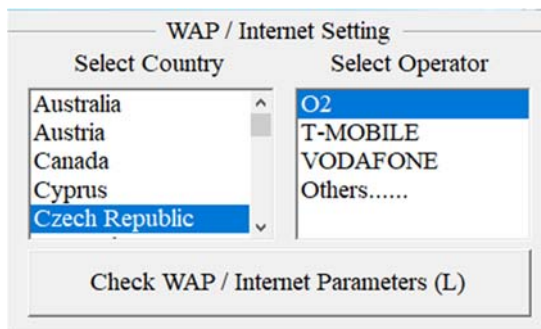 WAP / Internet Setting
Select Country
Select Operator
Australia
Austria
Canada
Cyprus
Czech Republic
O2
T-MOBILE
VODAFONE
Others......
Check WAP / Internet Parameters (L)